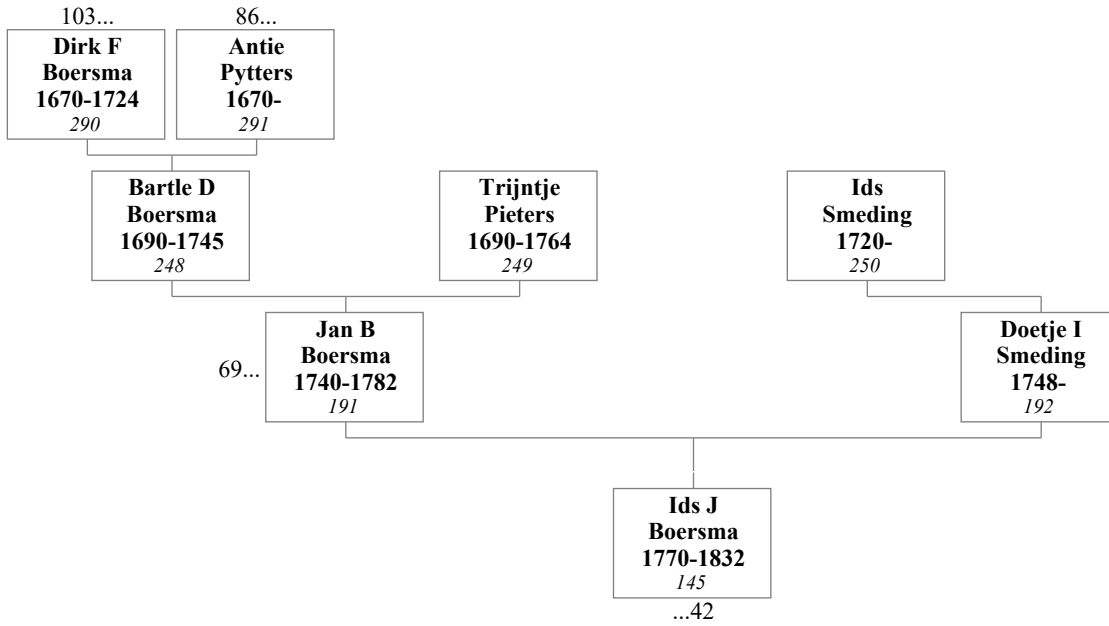 103...
86...
Dirk F
Boersma
1670-1724
290
Antie
Pytters
1670-
291
Bartle D
Boersma
1690-1745
248
Trijntje
Pieters
1690-1764
249
Ids
Smeding
1720-
250
69...
Jan B
Boersma
1740-1782
191
Doetje I
Smeding
1748-
192
Ids J
Boersma
1770-1832
145
...42